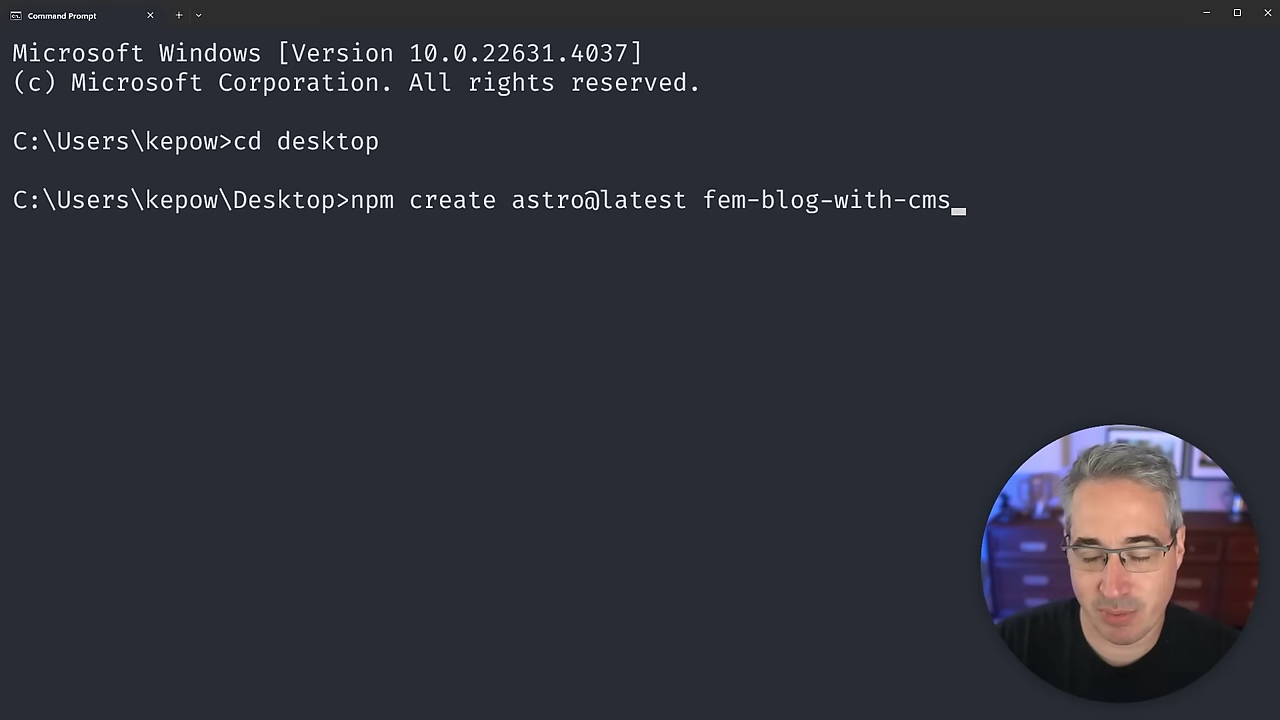 Command Prompt
Microsoft Windows [Version 10.0.22631.4037]
(c) Microsoft Corporation. All rights reserved.
C:\Users\kepow>cd desktop
C:\Users\kepow\Desktop>npm create astro@latest fem-blog-with-cms